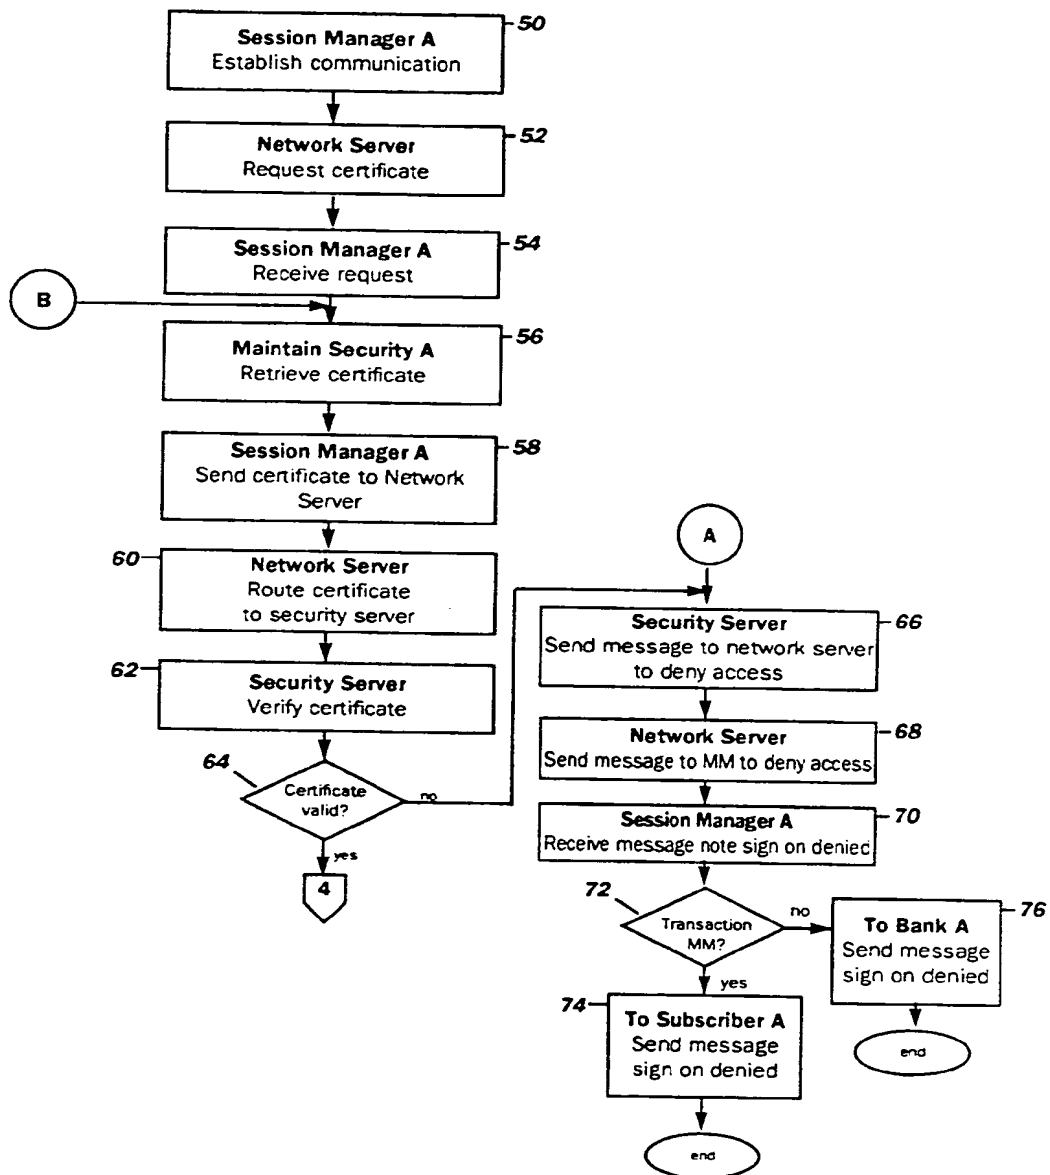 50
Session Manager A
Establish communication
52
Network Server
Request certificate
54
Session Manager A
Receive request
B
56
Maintain Security A
Retrieve certificate
58
Session Manager A
Send certificate to Network
Server
60
Network Server
Route certificate
to security server
62
Security Server
Verify certificate
64
Certificate
valid?
no
yes
4
A
66
Security Server
Send message to network server
to deny access
68
Network Server
Send message to MM to deny access
70
Session Manager A
Receive message note sign on denied
72
Transaction
MM?
no
yes
76
To Bank A
Send message
sign on denied
end
74
To Subscriber A
Send message
sign on denied
end